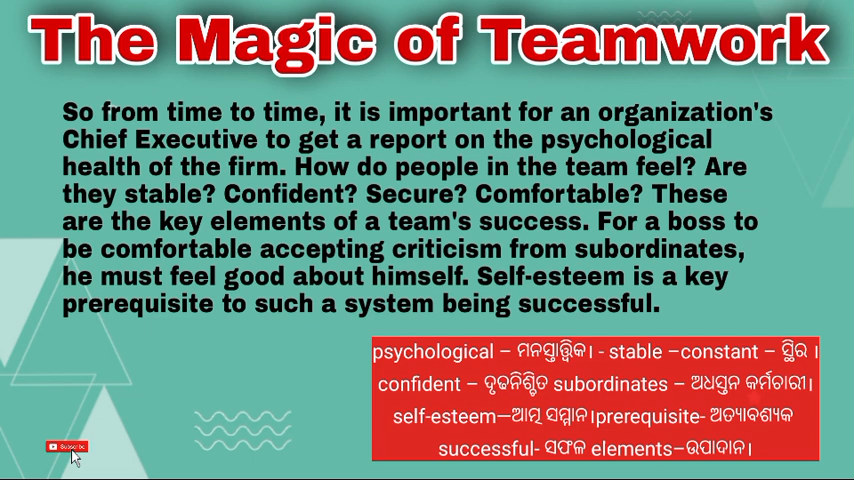 The Magic of Teamwork
So from time to time, it is important for an organization's
Chief Executive to get a report on the psychological
health of the firm. How do people in the team feel? Are
they stable? Confident? Secure? Comfortable? These
are the key elements of a team's success. For a boss to
be comfortable accepting criticism from subordinates,
he must feel good about himself. Self-esteem is a key
prerequisite to such a system being successful.
psychological – ମନସ୍ତାତ୍ତ୍ୱିକ। - stable –constant – ସ୍ଥିର ।
confident – ଦୃଢନିଶ୍ଚିତ subordinates – ଅଧସ୍ତନ କର୍ମଚାରୀ।
self-esteem–ଆତ୍ମ ସମ୍ମାନ।prerequisite- ଅତ୍ୟାବଶ୍ୟକ
successful- ସଫଳ elements–ଉପାଦାନ।
Subscribe